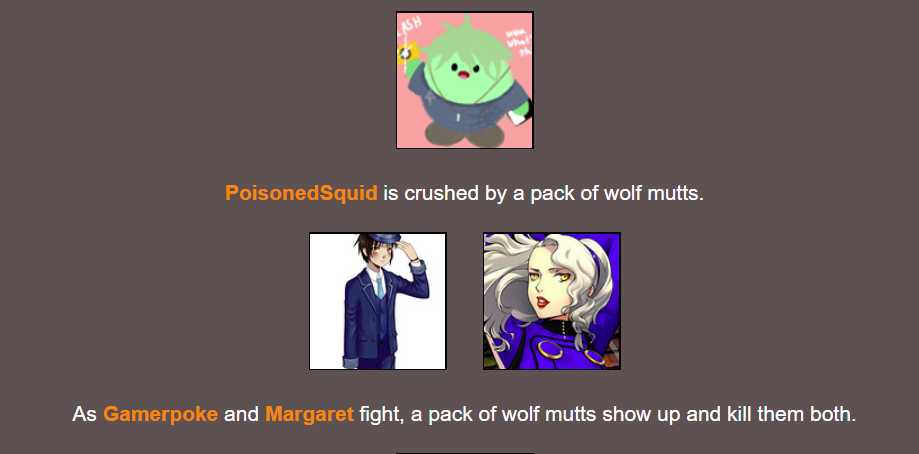 LASH
PoisonedSquid is crushed by a pack of wolf mutts.
As Gamerpoke and Margaret fight, a pack of wolf mutts show up and kill them both.